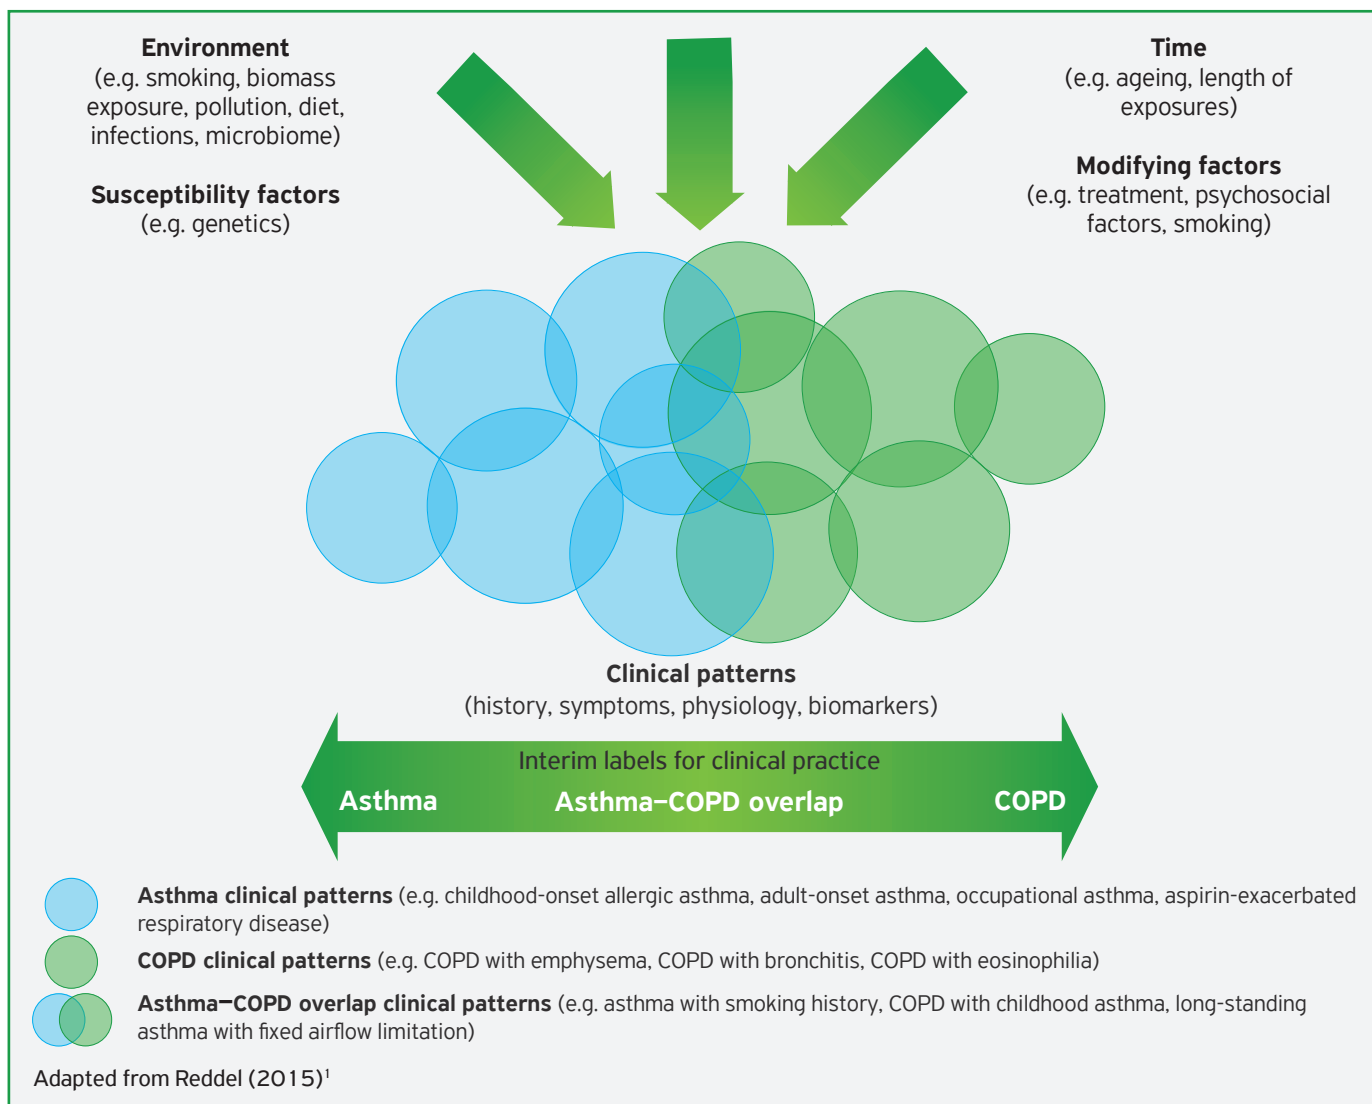 Environment
(e.g. smoking, biomass
exposure, pollution, diet,
infections, microbiome)
Susceptibility factors
(e.g. genetics)
Time
(e.g. ageing, length of
exposures)
Modifying factors
(e.g. treatment, psychosocial
factors, smoking)
Clinical patterns
(history, symptoms, physiology, biomarkers)
Interim labels for clinical practice
Asthma
Asthma–COPD overlap
COPD
Asthma clinical patterns (e.g. childhood-onset allergic asthma, adult-onset asthma, occupational asthma, aspirin-exacerbated
respiratory disease)
COPD clinical patterns (e.g. COPD with emphysema, COPD with bronchitis, COPD with eosinophilia)
Asthma–COPD overlap clinical patterns (e.g. asthma with smoking history, COPD with childhood asthma, long-standing
asthma with fixed airflow limitation)
Adapted from Reddel (2015)¹